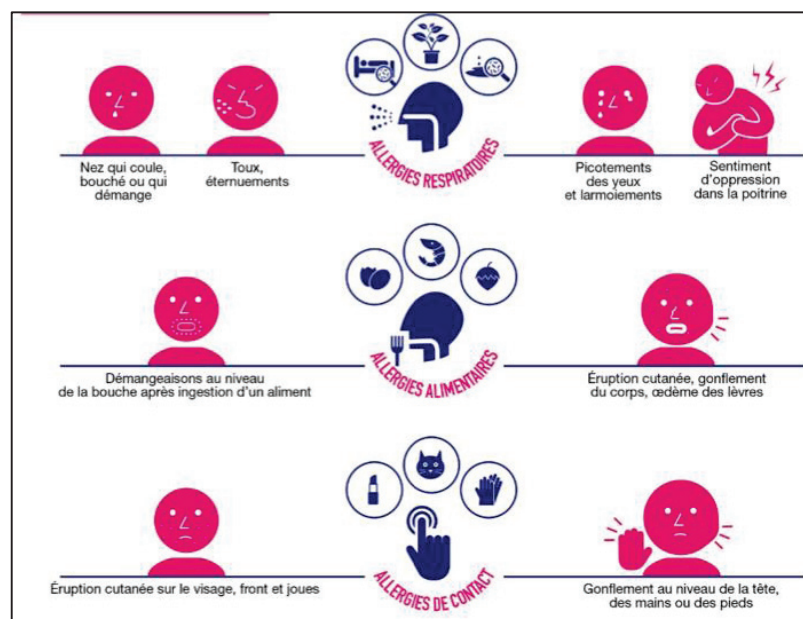 Nez qui coule,
bouché ou qui
démange
Toux,
éternuements
ALLERGIES RESPIRATOIRES
Picotements
des yeux
et larmoiements
Sentiment
d'oppression
dans la poitrine
Démangeaisons au niveau
de la bouche après ingestion d'un aliment
ALLERGIES ALIMENTAIRES
Éruption cutanée, gonflement
du corps, œdème des lèvres
Éruption cutanée sur le visage, front et joues
ALLERGIES DE CONTACT
Gonflement au niveau de la tête,
des mains ou des pieds